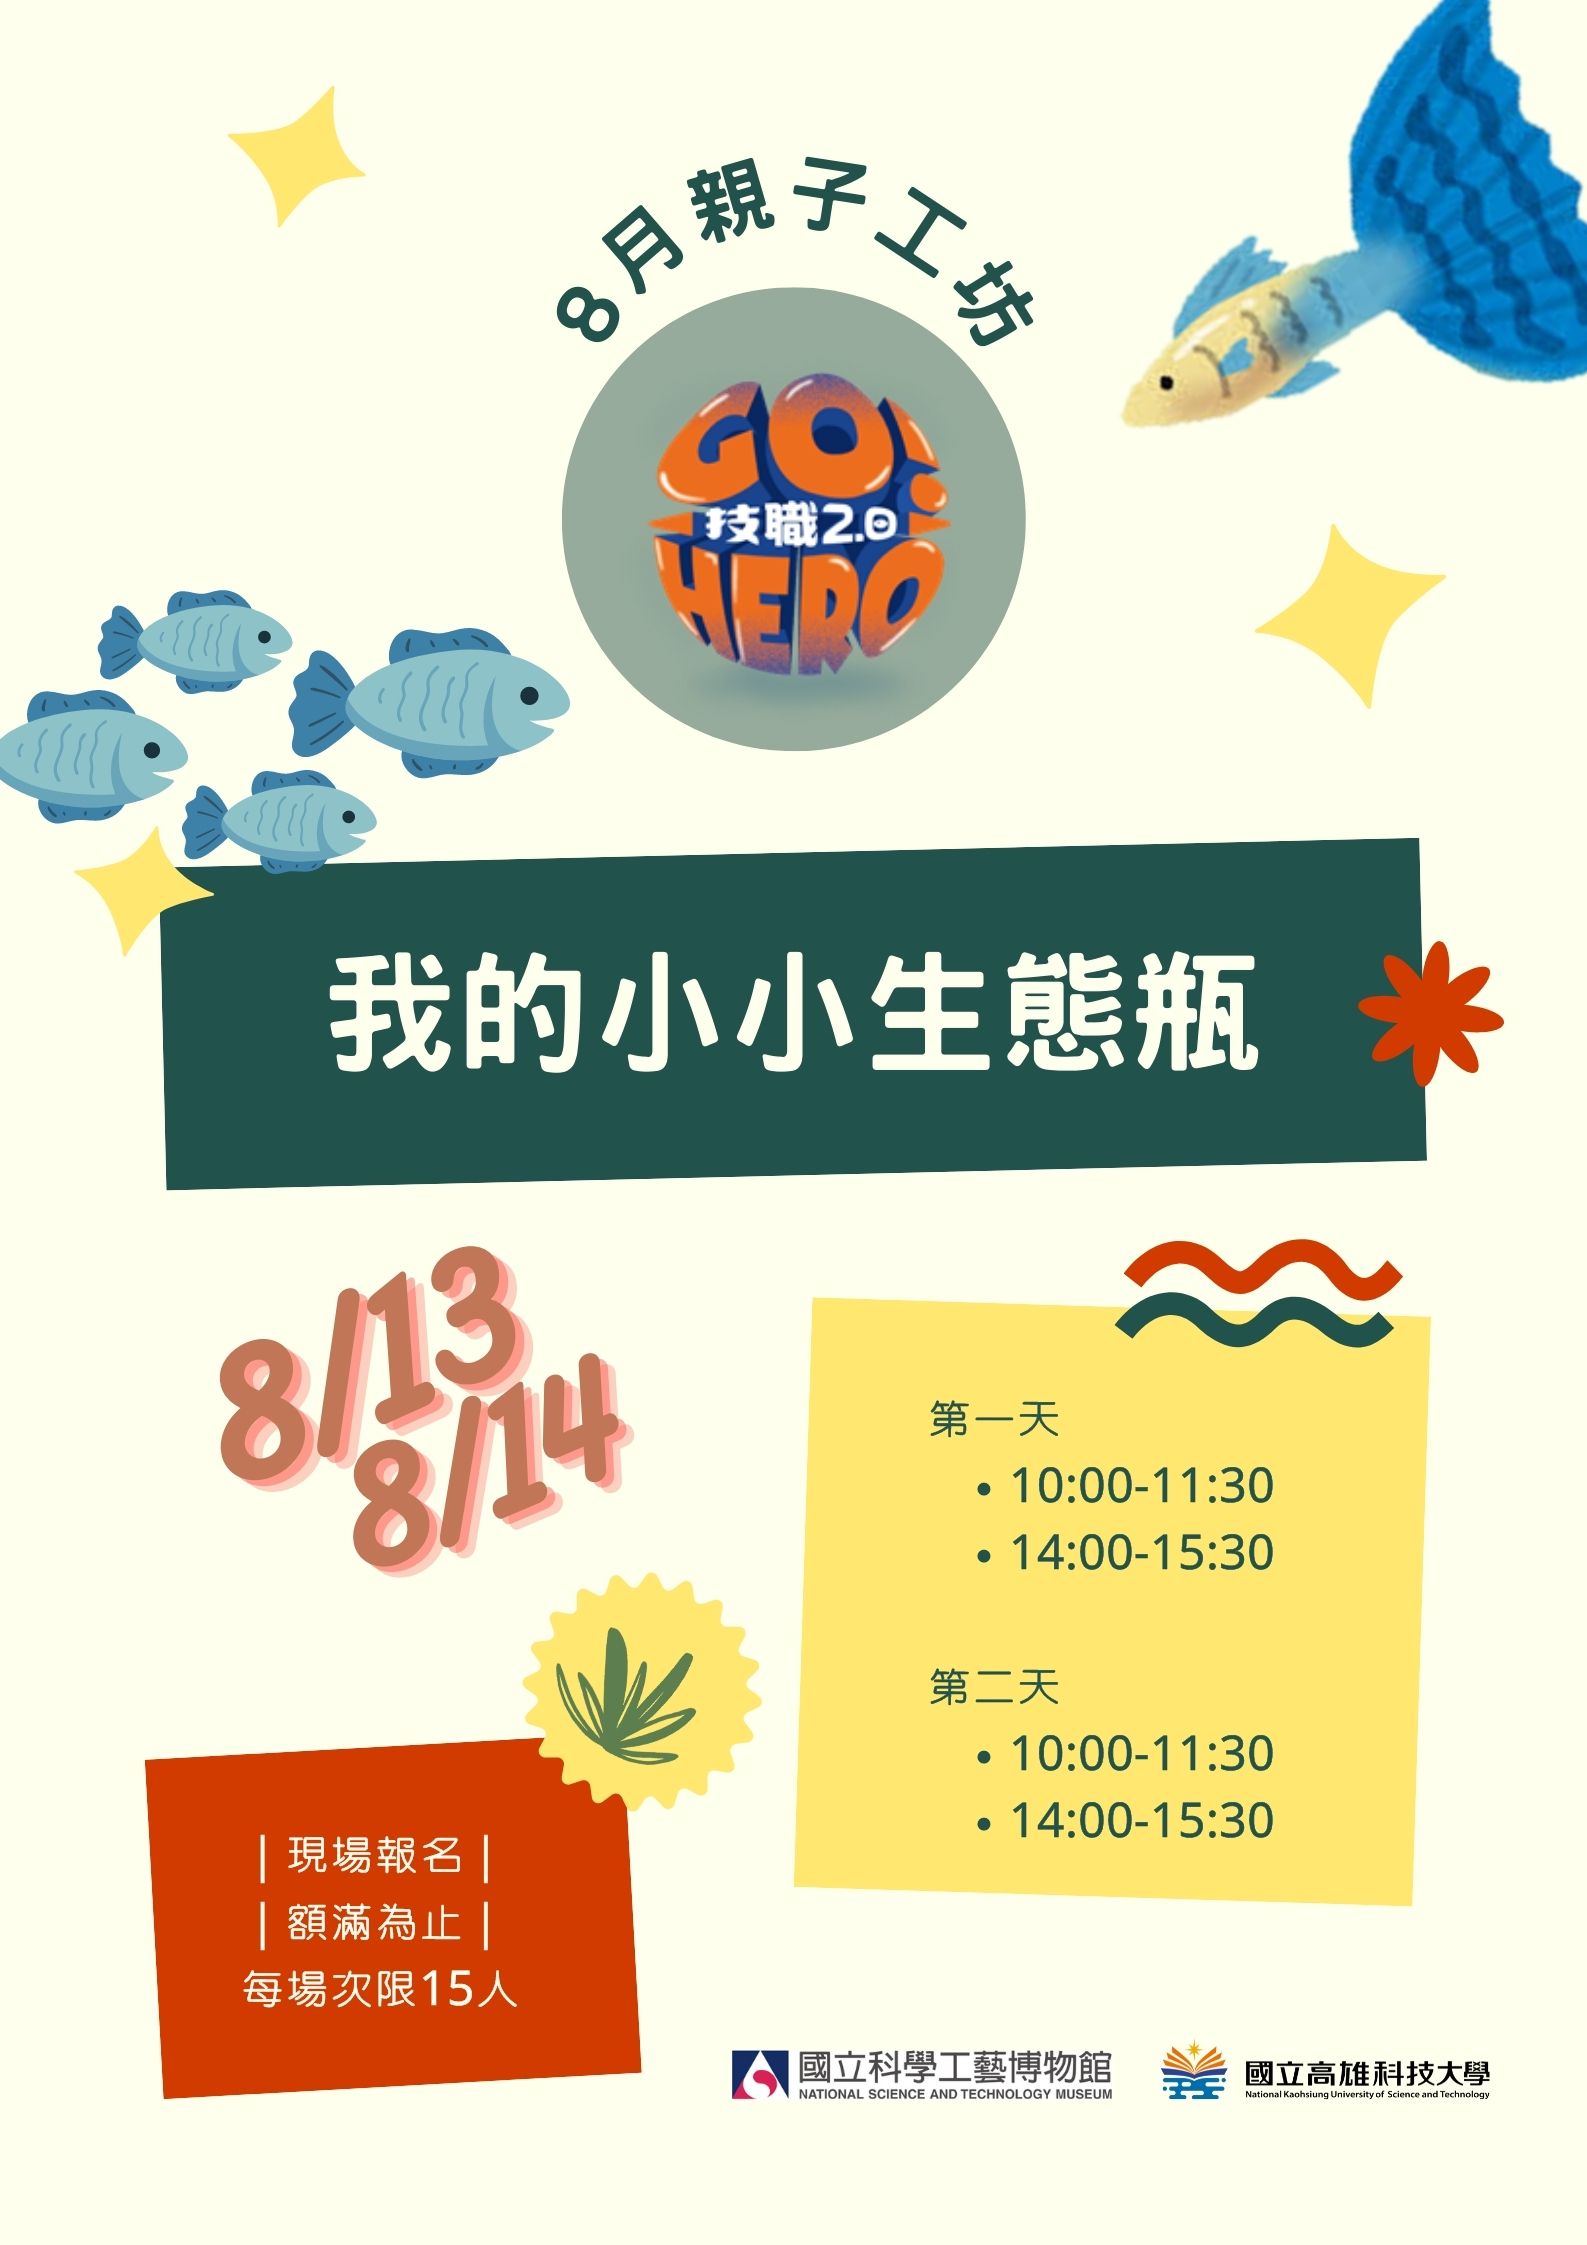 8月親子工坊
GO!
技職2.0
HERO
我的小小生態瓶
8/13
8/14
第一天
• 10:00-11:30
• 14:00-15:30
第二天
• 10:00-11:30
• 14:00-15:30
|現場報名|
|額滿為止|
每場次限15人
國立科學工藝博物館
NATIONAL SCIENCE AND TECHNOLOGY MUSEUM
國立高雄科技大學
National Kaohsiung University of Science and Technology